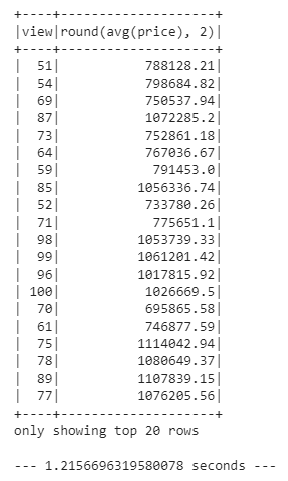 +----+--------------------+
|view|round(avg(price), 2)|
+----+--------------------+
|  51|           788128.21|
|  54|           798684.82|
|  69|           750537.94|
|  87|           1072285.2|
|  73|           752861.18|
|  64|           767036.67|
|  59|            791453.0|
|  85|          1056336.74|
|  52|           733780.26|
|  71|            775651.1|
|  98|          1053739.33|
|  99|          1061201.42|
|  96|          1017815.92|
| 100|           1026669.5|
|  70|           695865.58|
|  61|           746877.59|
|  75|          1114042.94|
|  78|          1080649.37|
|  89|          1107839.15|
|  77|          1076205.56|
+----+--------------------+
only showing top 20 rows
--- 1.2156696319580078 seconds ---